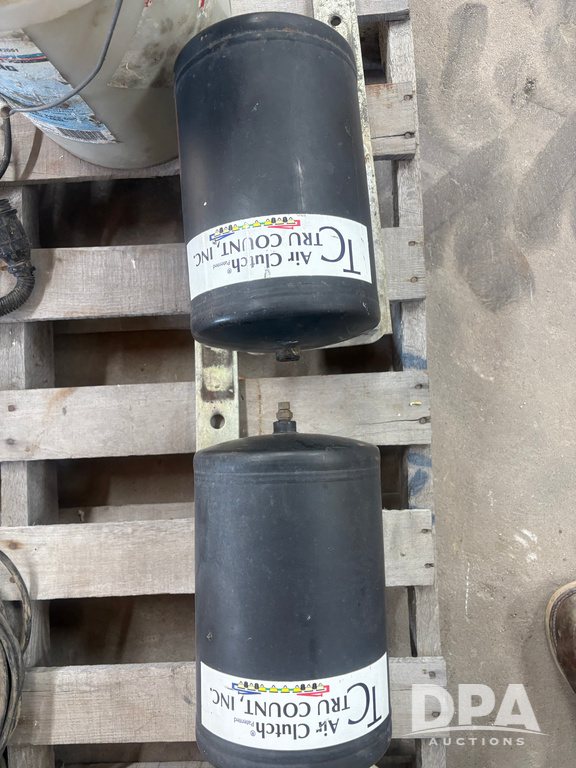 TC
Air Clutch®
Patented
TRU COUNT, INC.
TC
Air Clutch®
Patented
TRU COUNT, INC.
DPA
AUCTIONS